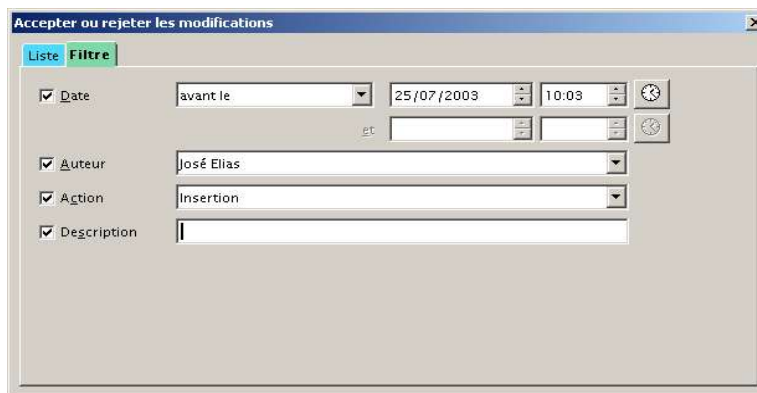 Accepter ou rejeter les modifications
Liste Filtre
Date avant le 25/07/2003 10:03
et
Auteur José Elias
Action Insertion
Description